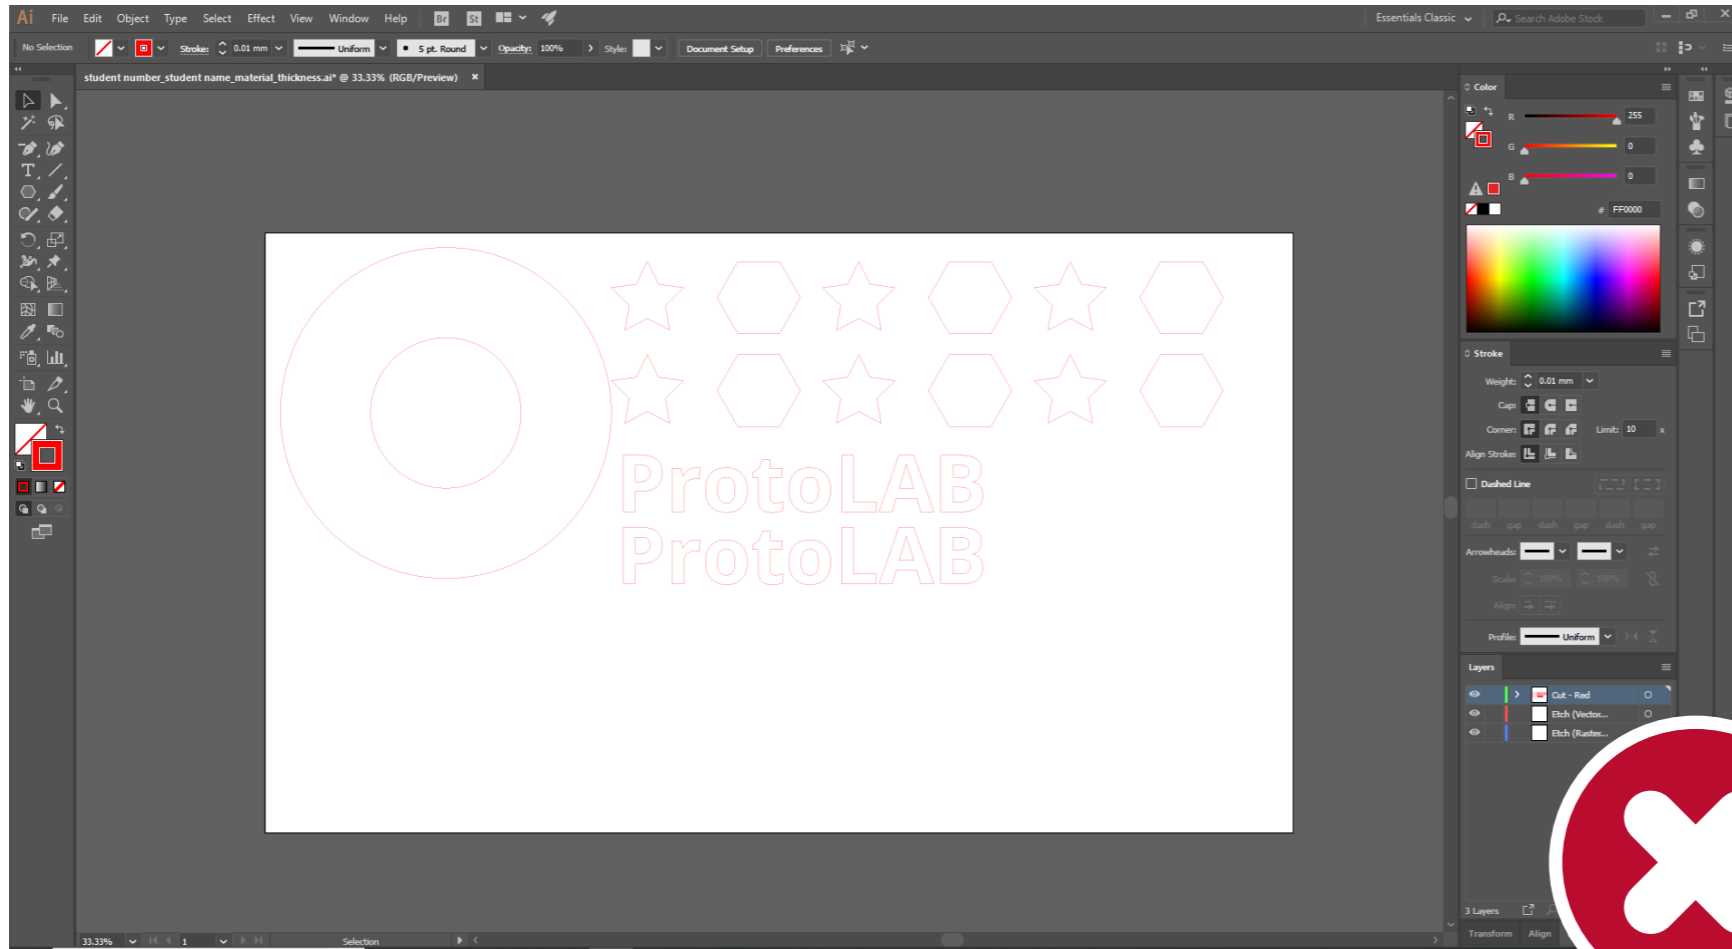 Ai File Edit Object Type Select Effect View Window Help Br St Essentials Classic Search Adobe Stock
No Selection Stroke: 0.01 mm Uniform 5 pt. Round Opacity: 100% Style: Document Setup Preferences
student number_student name_material_thickness.ai* @ 33.33% (RGB/Preview) ×
Color
R 255
G 0
B 0
# FF0000
ProtoLAB
ProtoLAB
Stroke
Weight: 0.01 mm
Cap:
Corner: Limit: 10 x
Align Stroke:
Dashed Line
dash gap dash gap dash gap
Arrowheads:
Scale: 100% 100%
Align:
Profile: Uniform
Layers
Cut - Red
Etch (Vector...
Etch (Raster...
3 Layers
Transform Align
33.33% 1 Selection